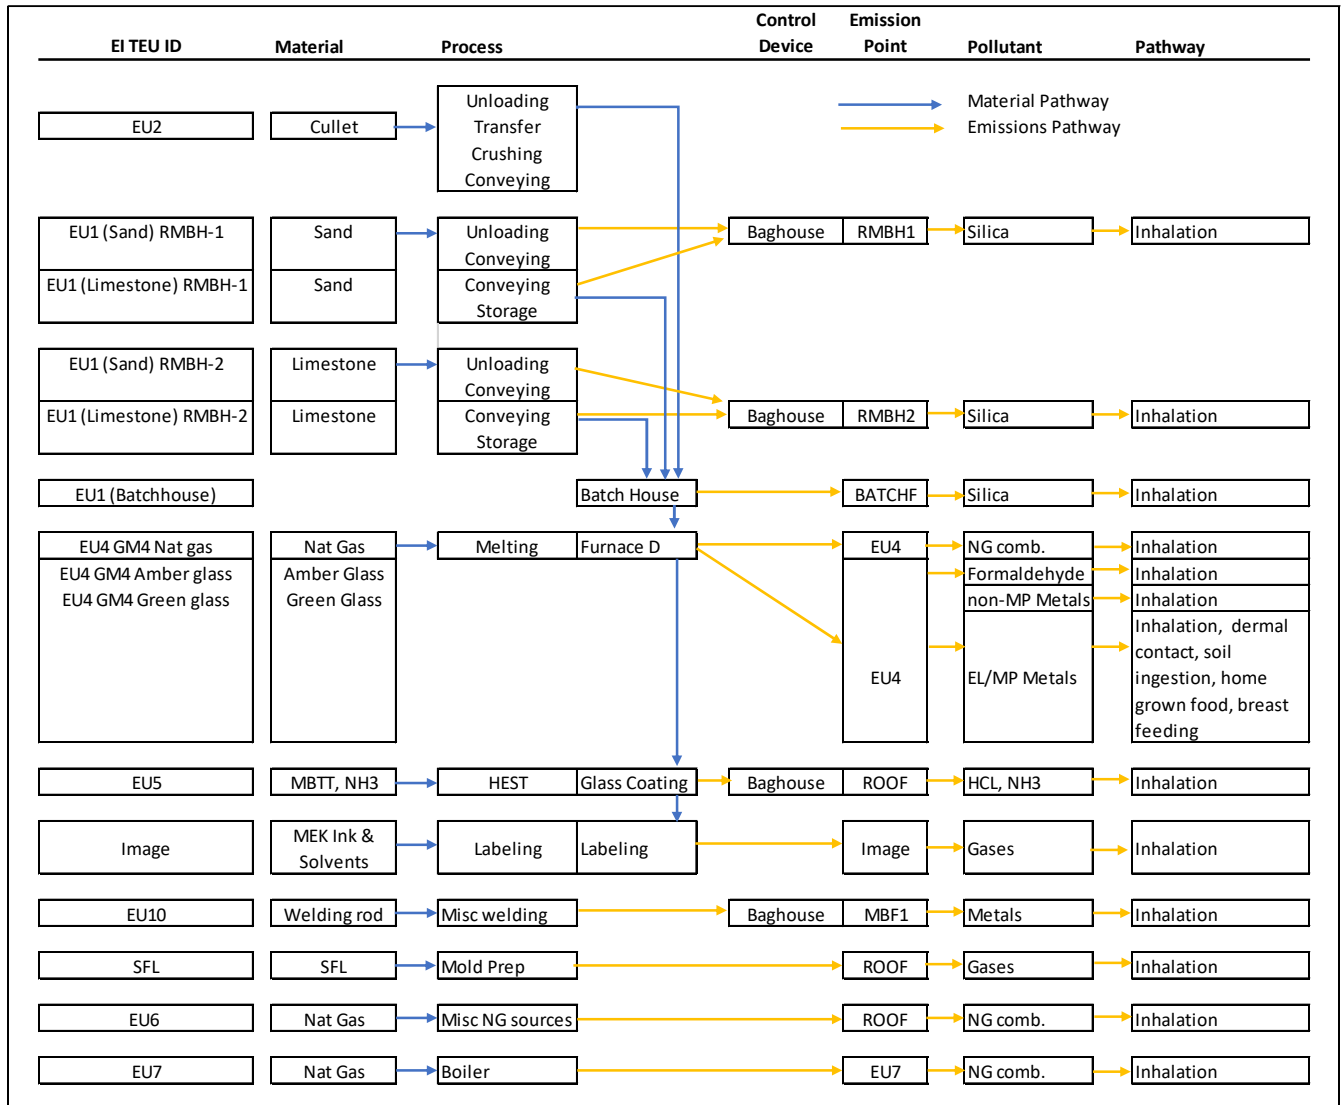 Control Emission
EI TEU ID Material Process Device Point Pollutant Pathway
Material Pathway
Emissions Pathway
EU2 Cullet Unloading
Transfer
Crushing
Conveying
EU1 (Sand) RMBH-1 Sand Unloading Baghouse RMBH1 Silica Inhalation
Conveying
EU1 (Limestone) RMBH-1 Sand Conveying
Storage
EU1 (Sand) RMBH-2 Limestone Unloading
Conveying
EU1 (Limestone) RMBH-2 Limestone Conveying Baghouse RMBH2 Silica Inhalation
Storage
EU1 (Batchhouse) Batch House BATCHF Silica Inhalation
EU4 GM4 Nat gas Nat Gas Melting Furnace D EU4 NG comb. Inhalation
EU4 GM4 Amber glass Amber Glass Formaldehyde Inhalation
EU4 GM4 Green glass Green Glass non-MP Metals Inhalation
EU4 EL/MP Metals Inhalation, dermal
contact, soil
ingestion, home
grown food, breast
feeding
EU5 MBTT, NH3 HEST Glass Coating Baghouse ROOF HCL, NH3 Inhalation
Image MEK Ink & Labeling Labeling Image Gases Inhalation
Solvents
EU10 Welding rod Misc welding Baghouse MBF1 Metals Inhalation
SFL SFL Mold Prep ROOF Gases Inhalation
EU6 Nat Gas Misc NG sources ROOF NG comb. Inhalation
EU7 Nat Gas Boiler EU7 NG comb. Inhalation